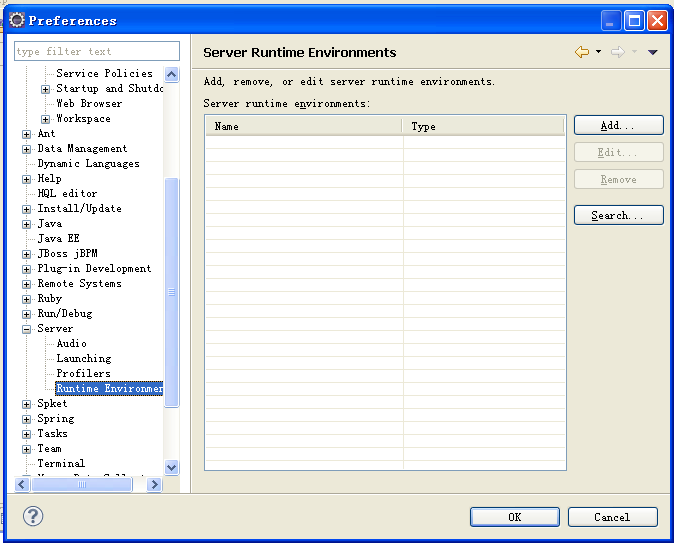 Preferences
type filter text
Server Runtime Environments
Service Policies
Startup and Shutdo
Web Browser
Workspace
Ant
Data Management
Dynamic Languages
Help
HQL editor
Install/Update
Java
Java EE
JBoss jBPM
Plug-in Development
Remote Systems
Ruby
Run/Debug
Server
Audio
Launching
Profilers
Runtime Environmen
Spket
Spring
Tasks
Team
Terminal
Add, remove, or edit server runtime environments.
Server runtime environments:
Name
Type
Add...
Edit...
Remove
Search...
?
OK
Cancel